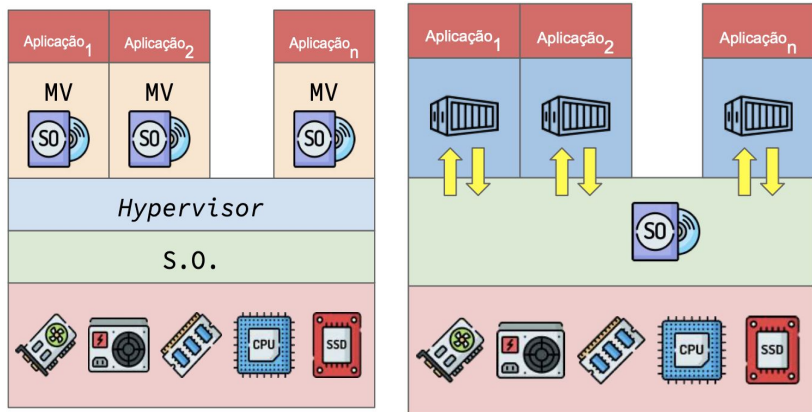 Aplicação1 Aplicação2 Aplicaçãon
MV MV MV
SO SO SO
Hypervisor
S.O.
CPU SSD
Aplicação1 Aplicação2 Aplicaçãon
SO
CPU SSD